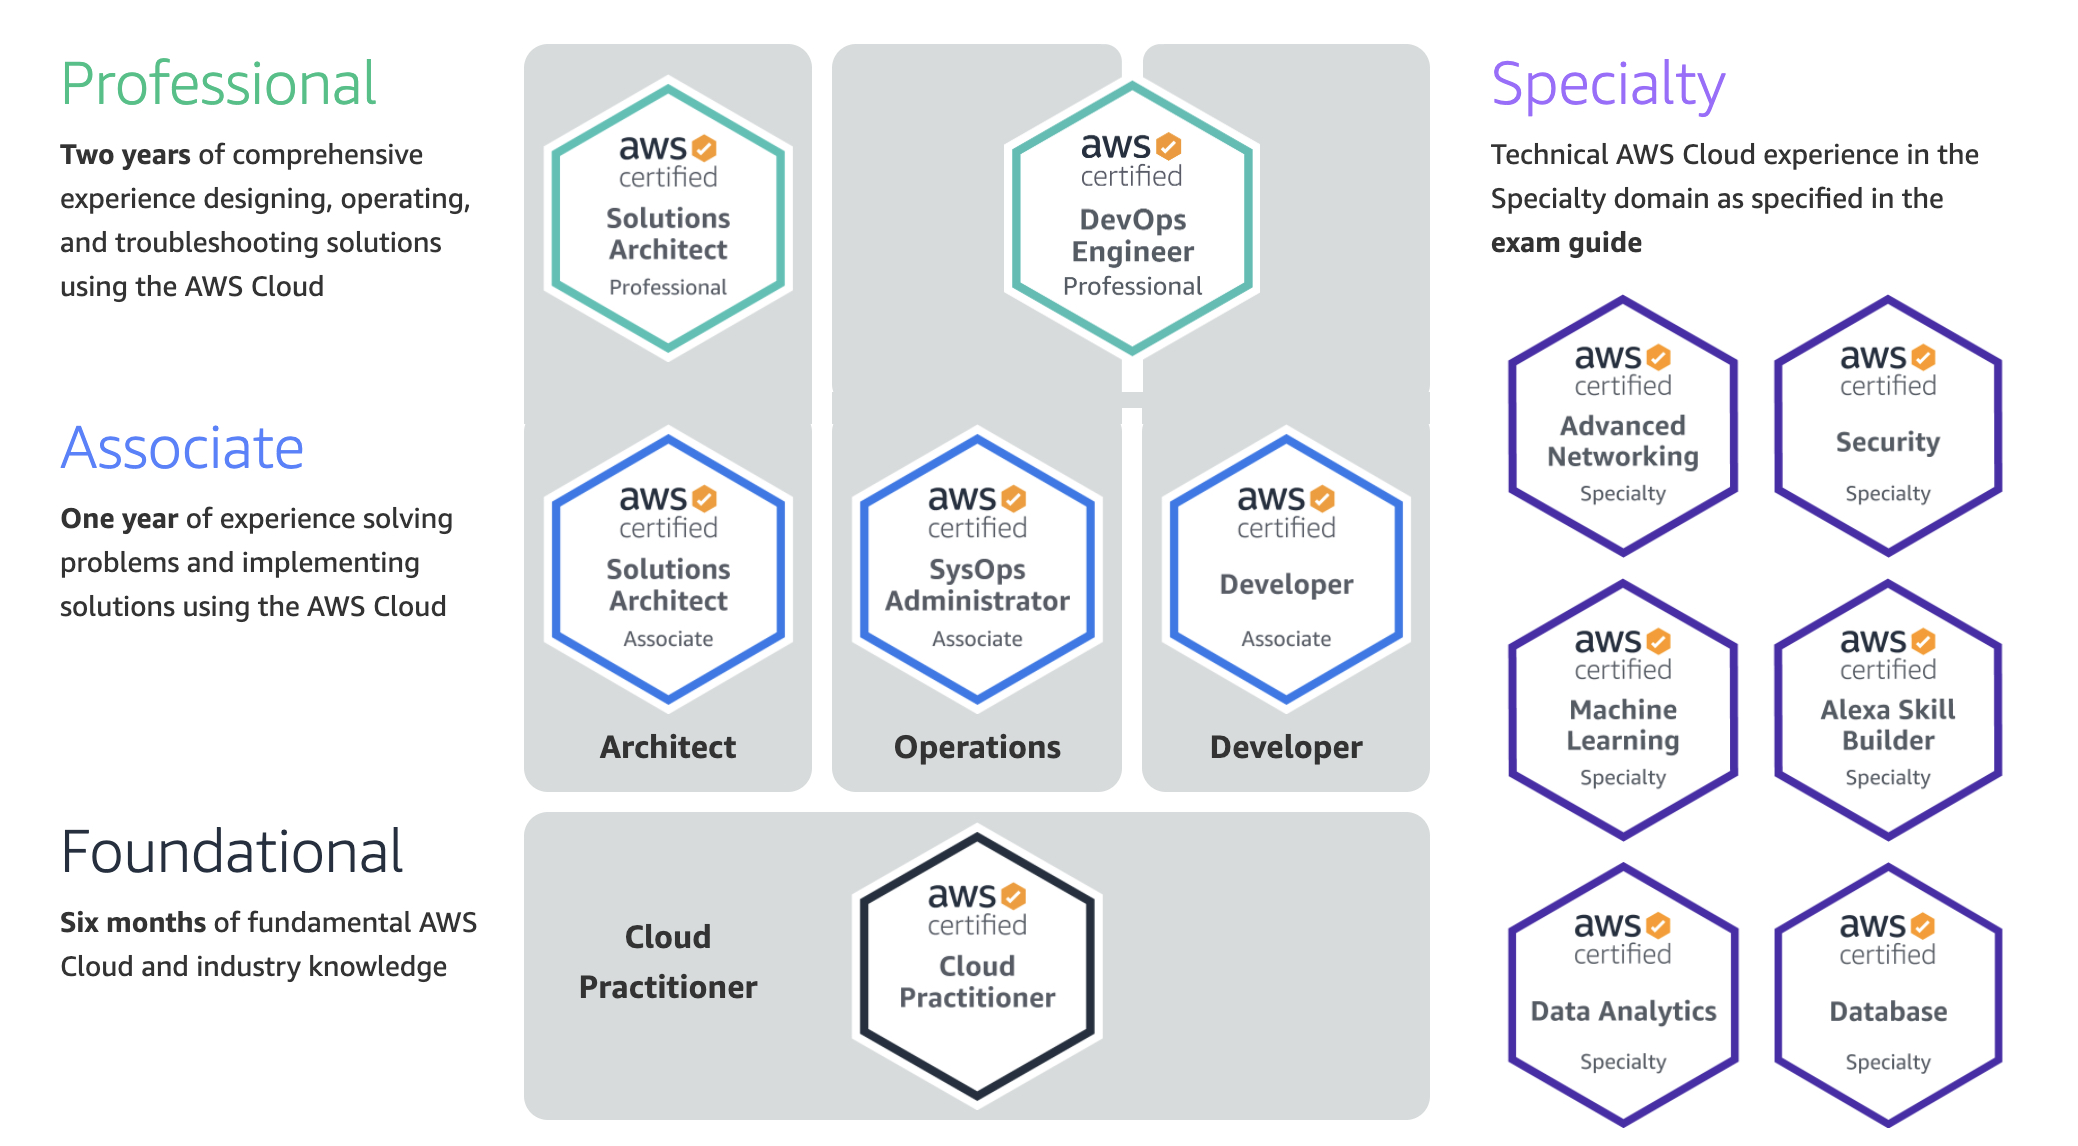 Professional
Two years of comprehensive
experience designing, operating,
and troubleshooting solutions
using the AWS Cloud
aws
certified
Solutions
Architect
Professional
aws
certified
DevOps
Engineer
Professional
Associate
One year of experience solving
problems and implementing
solutions using the AWS Cloud
aws
certified
Solutions
Architect
Associate
Architect
aws
certified
SysOps
Administrator
Associate
Operations
aws
certified
Developer
Associate
Developer
Foundational
Six months of fundamental AWS
Cloud and industry knowledge
Cloud
Practitioner
aws
certified
Cloud
Practitioner
Specialty
Technical AWS Cloud experience in the
Specialty domain as specified in the
exam guide
aws
certified
Advanced
Networking
Specialty
aws
certified
Security
Specialty
aws
certified
Machine
Learning
Specialty
aws
certified
Alexa Skill
Builder
Specialty
aws
certified
Data Analytics
Specialty
aws
certified
Database
Specialty